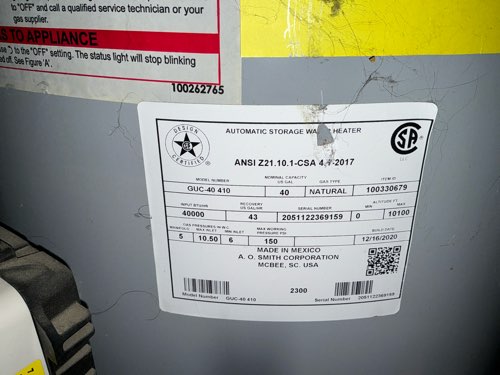 to "OFF" and call a qualified service technician or your
gas supplier.
S TO APPLIANCE
to the "OFF" setting. The status light will stop blinking
off. See Figure 'A'.
100262765
DESIGN
CERTIFIED
AUTOMATIC STORAGE WATER HEATER
SA
LLC
ANSI Z21.10.1-CSA 4.1-2017
MODEL NUMBER NOMINAL CAPACITY US GAL GAS TYPE ITEM ID
GUC-40 410 40 NATURAL 100330679
INPUT BTU/HR RECOVERY US GAL/HR SERIAL NUMBER ALTITUDE FT MIN MAX
40000 43 2051122369159 0 10100
GAS PRESSURES IN W.C. MAX WORKING PRESSURE PSI BUILD DATE
MANIFOLD MAX INLET MIN INLET
5 10.50 6 150 12/16/2020
MADE IN MEXICO
A. O. SMITH CORPORATION
MCBEE, SC. USA
2300
Model Number GUC-40 410 Serial Number 2051122369159